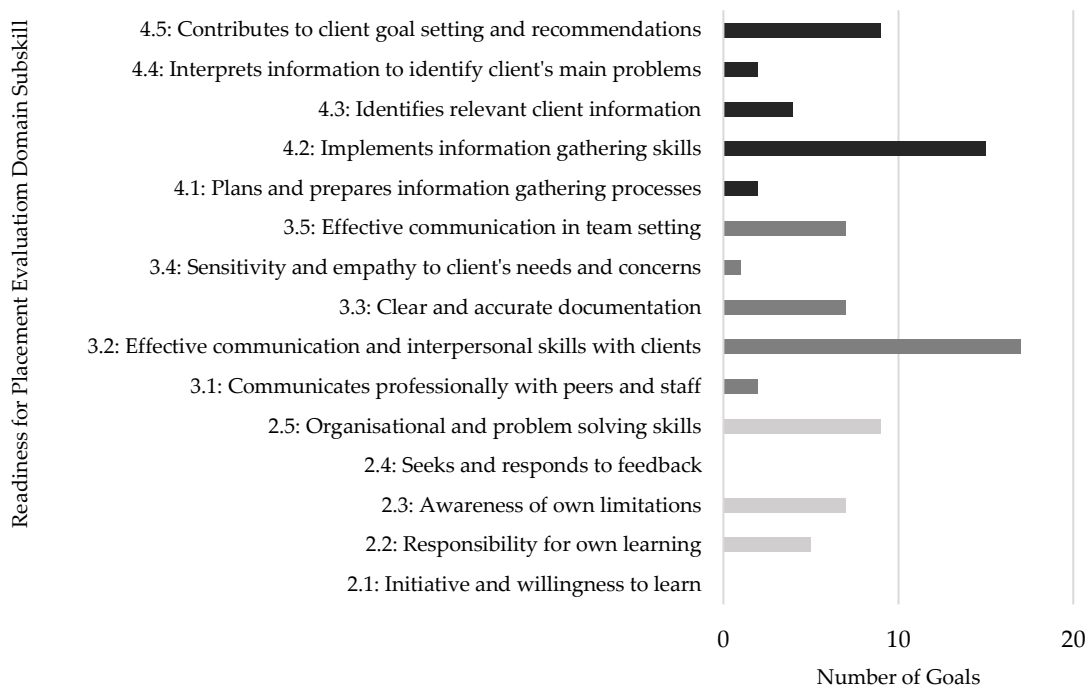 Readiness for Placement Evaluatiom Domain Subskill
4.5: Contributes to client goal setting and recommendations
4.4: Interprets information to identify client's main problems
4.3: Identifies relevant client information
4.2: Implements information gathering skills
4.1: Plans and prepares information gathering processes
3.5: Effective communication in team setting
3.4: Sensitivity and empathy to client's needs and concerns
3.3: Clear and accurate documentation
3.2: Effective communication and interpersonal skills with clients
3.1: Communicates professionally with peers and staff
2.5: Organisational and problem solving skills
2.4: Seeks and responds to feedback
2.3: Awareness of own limitations
2.2: Responsibility for own learning
2.1: Initiative and willingness to learn
0 10 20
Number of Goals